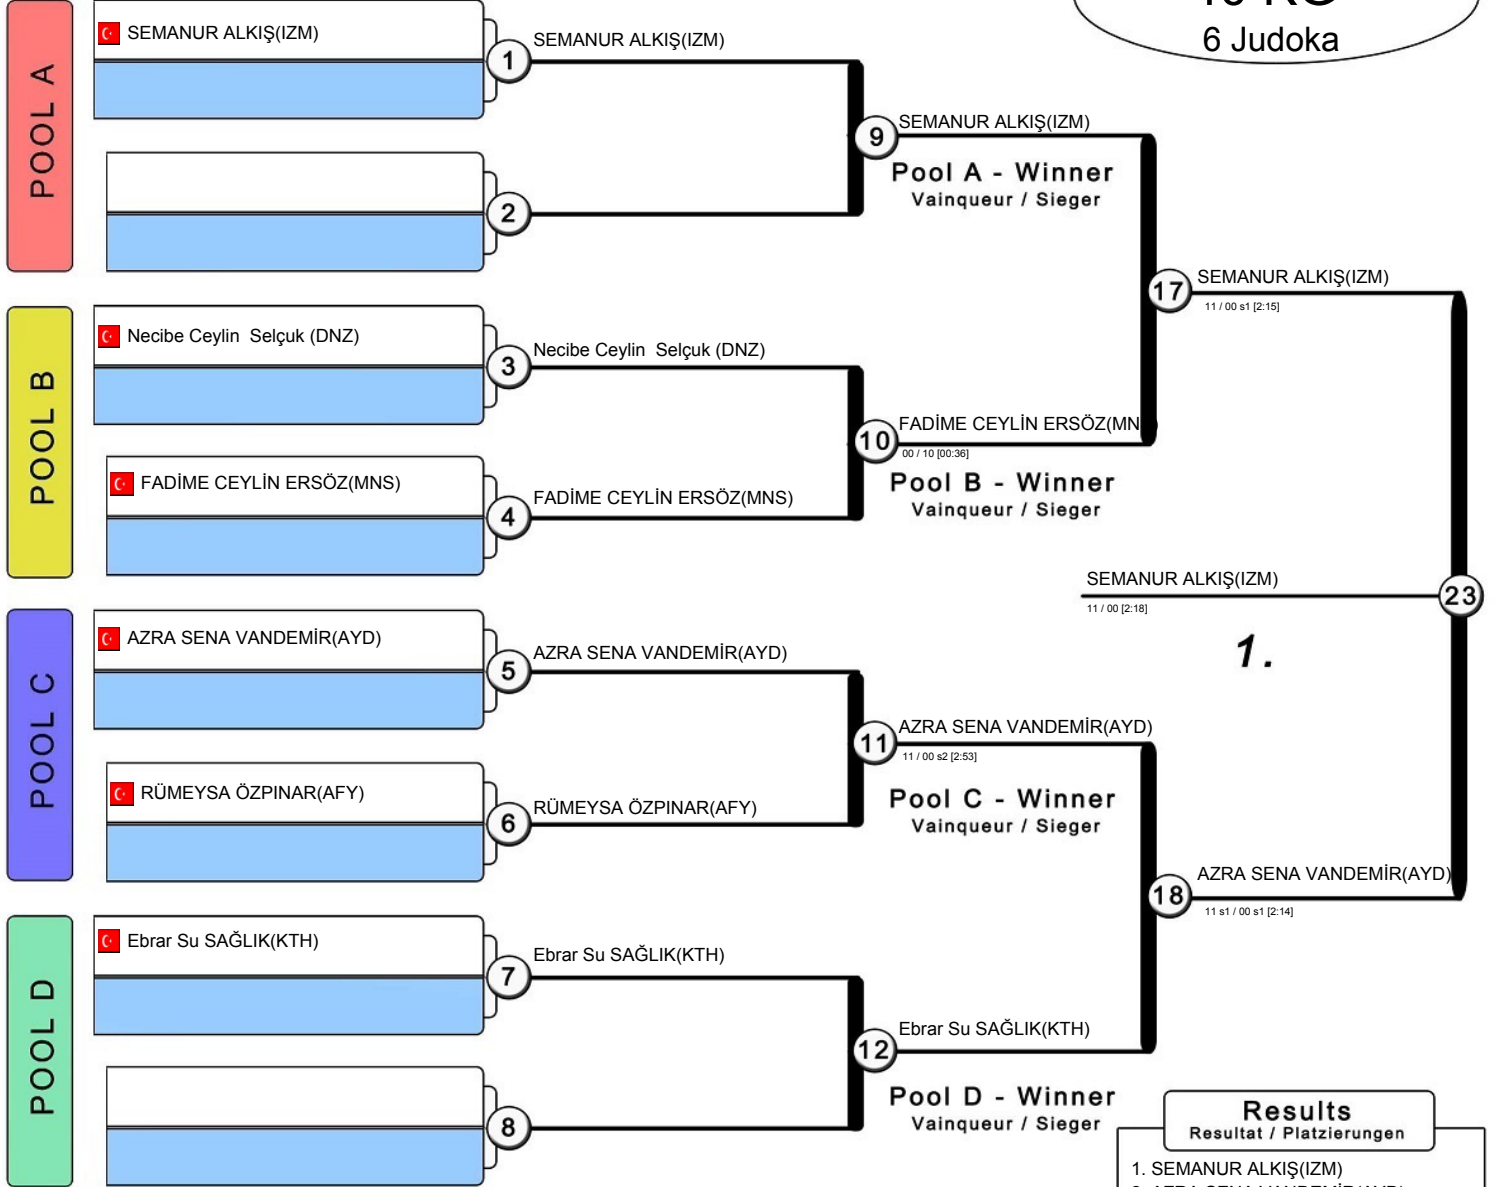 6 Judoka
POOL A
SEMANUR ALKIŞ(IZM)
1
SEMANUR ALKIŞ(IZM)
2
9
SEMANUR ALKIŞ(IZM)
Pool A - Winner
Vainqueur / Sieger
17
SEMANUR ALKIŞ(IZM)
11 / 00 s1 [2:15]
POOL B
Necibe Ceylin Selçuk (DNZ)
3
Necibe Ceylin Selçuk (DNZ)
FADİME CEYLİN ERSÖZ(MNS)
4
FADİME CEYLİN ERSÖZ(MNS)
10
FADİME CEYLİN ERSÖZ(MN
00 / 10 [00:36]
Pool B - Winner
Vainqueur / Sieger
SEMANUR ALKIŞ(IZM)
11 / 00 [2:18]
23
1.
POOL C
AZRA SENA VANDEMİR(AYD)
5
AZRA SENA VANDEMİR(AYD)
RÜMEYSA ÖZPINAR(AFY)
6
RÜMEYSA ÖZPINAR(AFY)
11
AZRA SENA VANDEMİR(AYD)
11 / 00 s2 [2:53]
Pool C - Winner
Vainqueur / Sieger
18
AZRA SENA VANDEMİR(AYD)
11 s1 / 00 s1 [2:14]
POOL D
Ebrar Su SAĞLIK(KTH)
7
Ebrar Su SAĞLIK(KTH)
8
12
Ebrar Su SAĞLIK(KTH)
Pool D - Winner
Vainqueur / Sieger
Results
Resultat / Platzierungen
1. SEMANUR ALKIŞ(IZM)